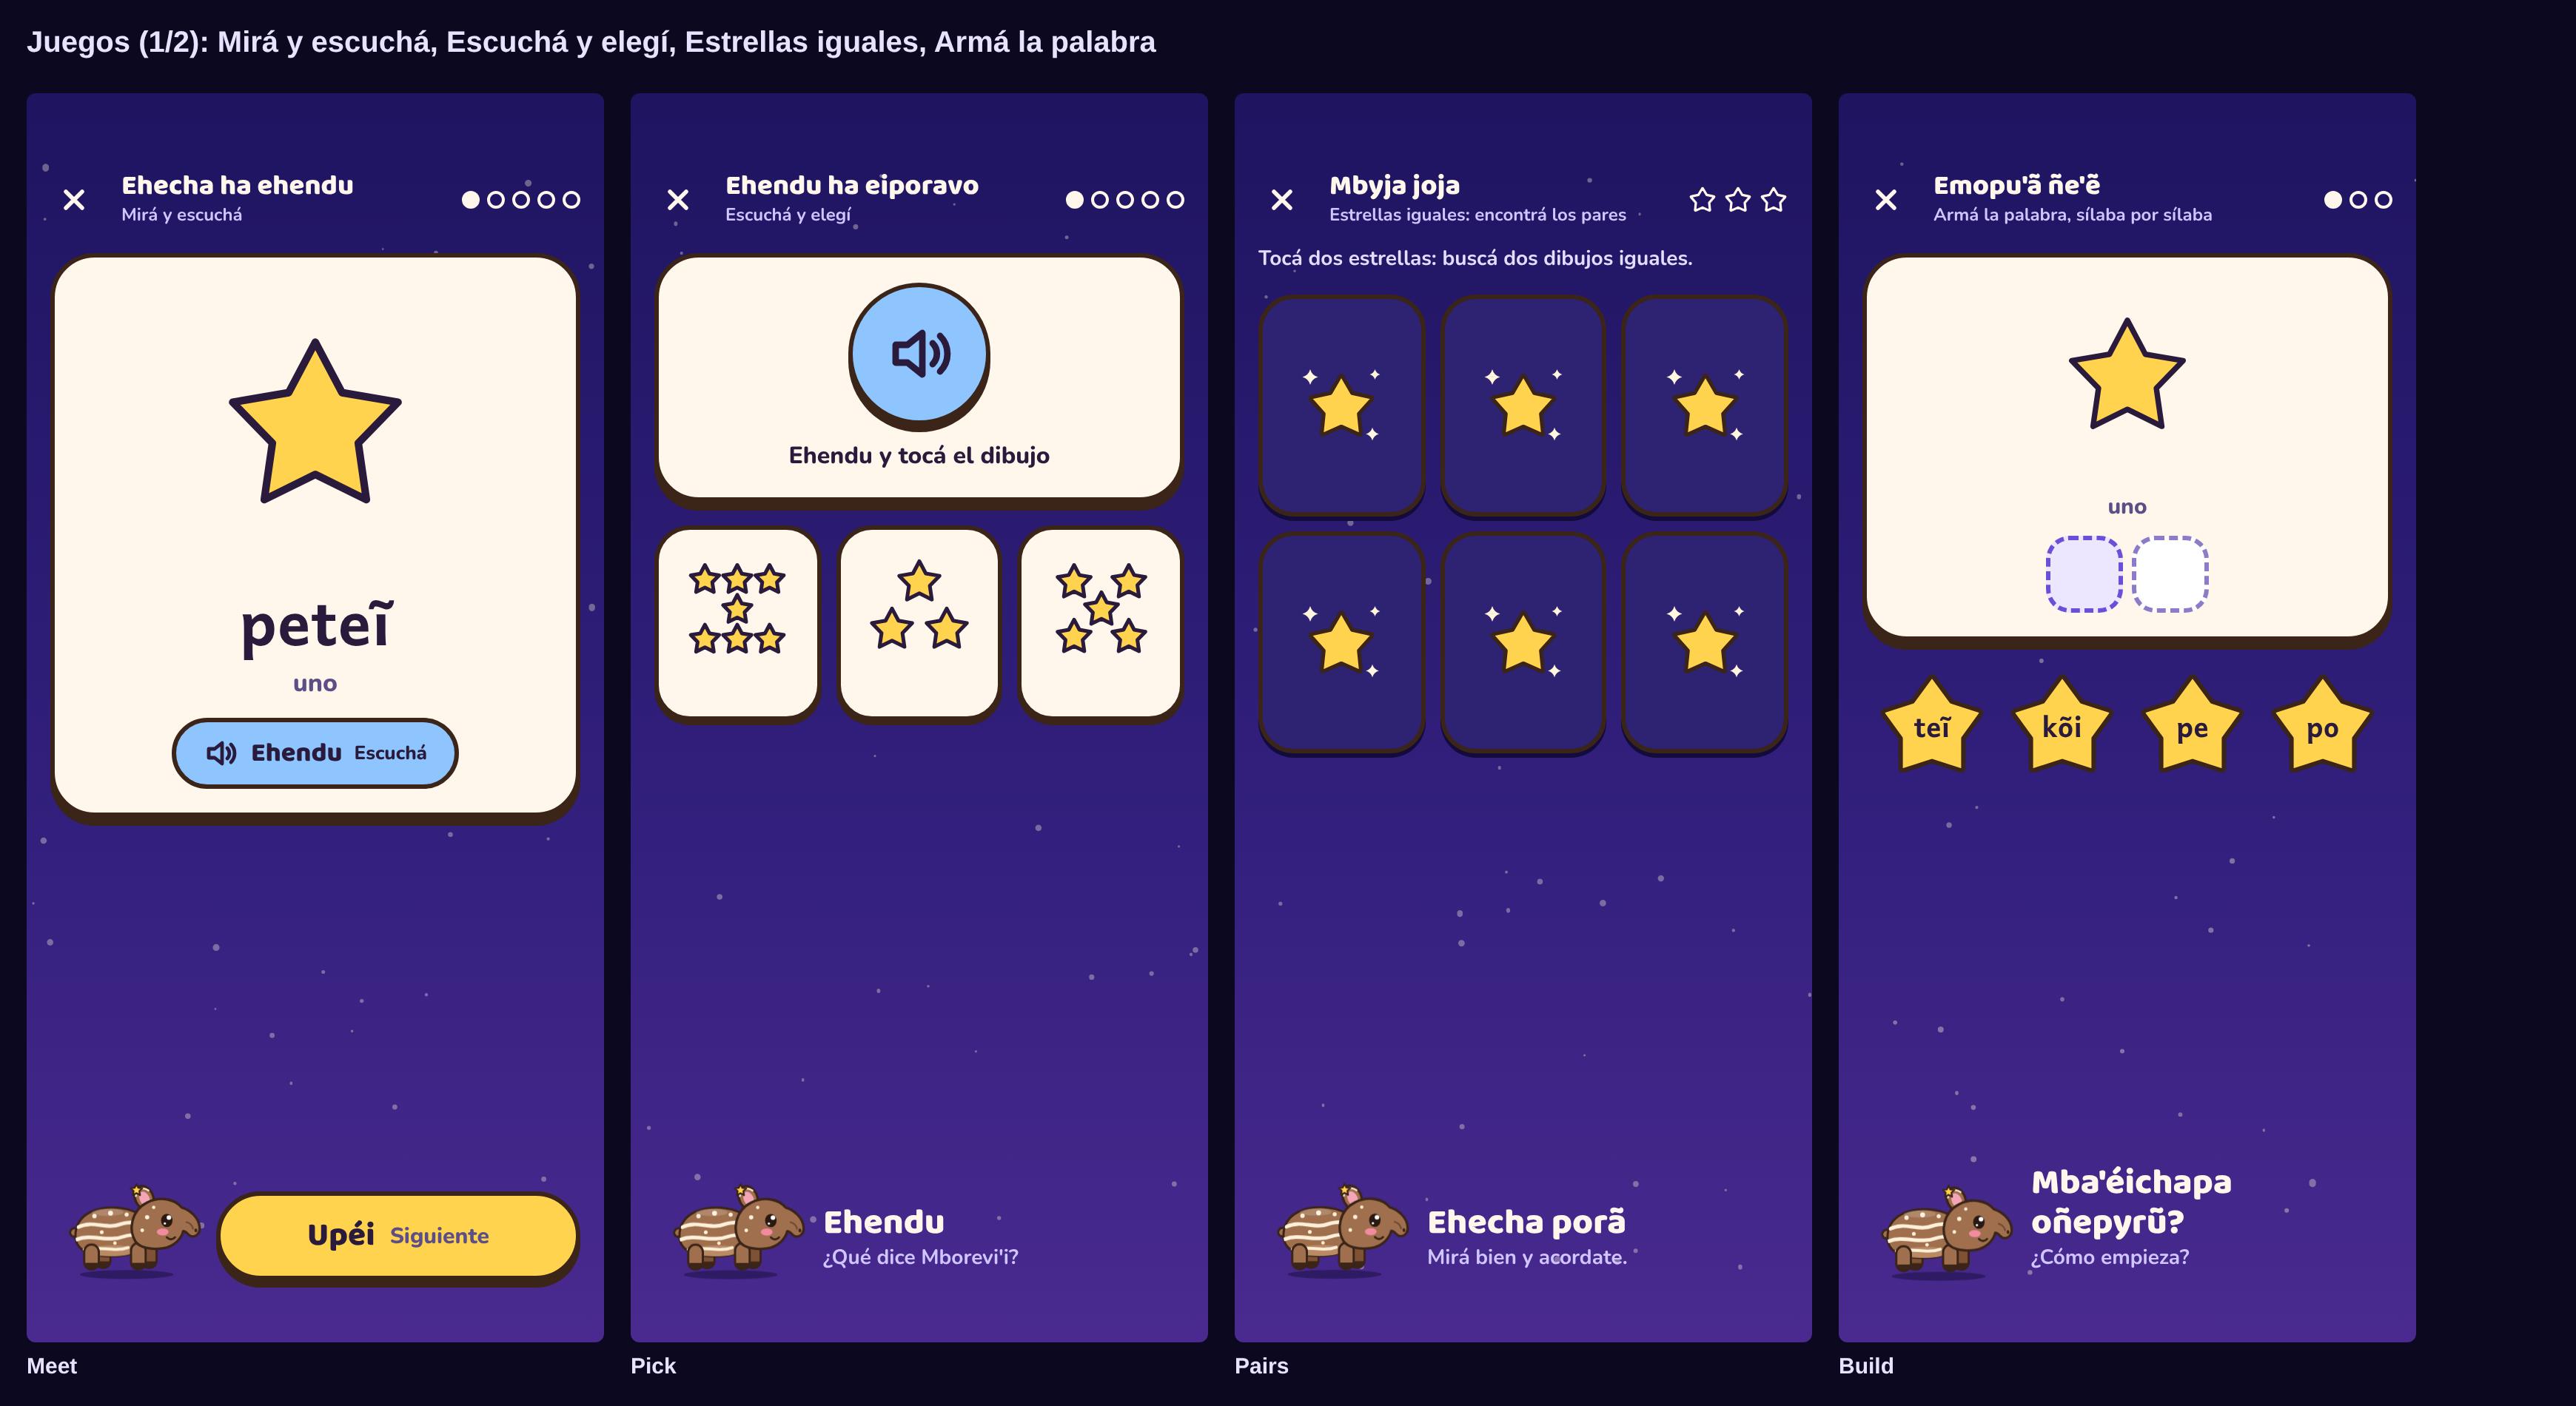 Juegos (1/2): Mirá y escuchá, Escuchá y elegí, Estrellas iguales, Armá la palabra
Ehecha ha ehendu
Mirá y escuchá
peteĩ
uno
Ehendu Escuchá
Upéi Siguiente
Meet
Ehendu ha eiporavo
Escuchá y elegí
Ehendu y tocá el dibujo
Ehendu
¿Qué dice Mborevi'i?
Pick
Mbyja joja
Estrellas iguales: encontrá los pares
Tocá dos estrellas: buscá dos dibujos iguales.
Ehecha porã
Mirá bien y acordate.
Pairs
Emopu'ã ñe'ẽ
Armá la palabra, sílaba por sílaba
uno
teĩ kõi pe po
Mba'éichapa
oñepyrũ?
¿Cómo empieza?
Build